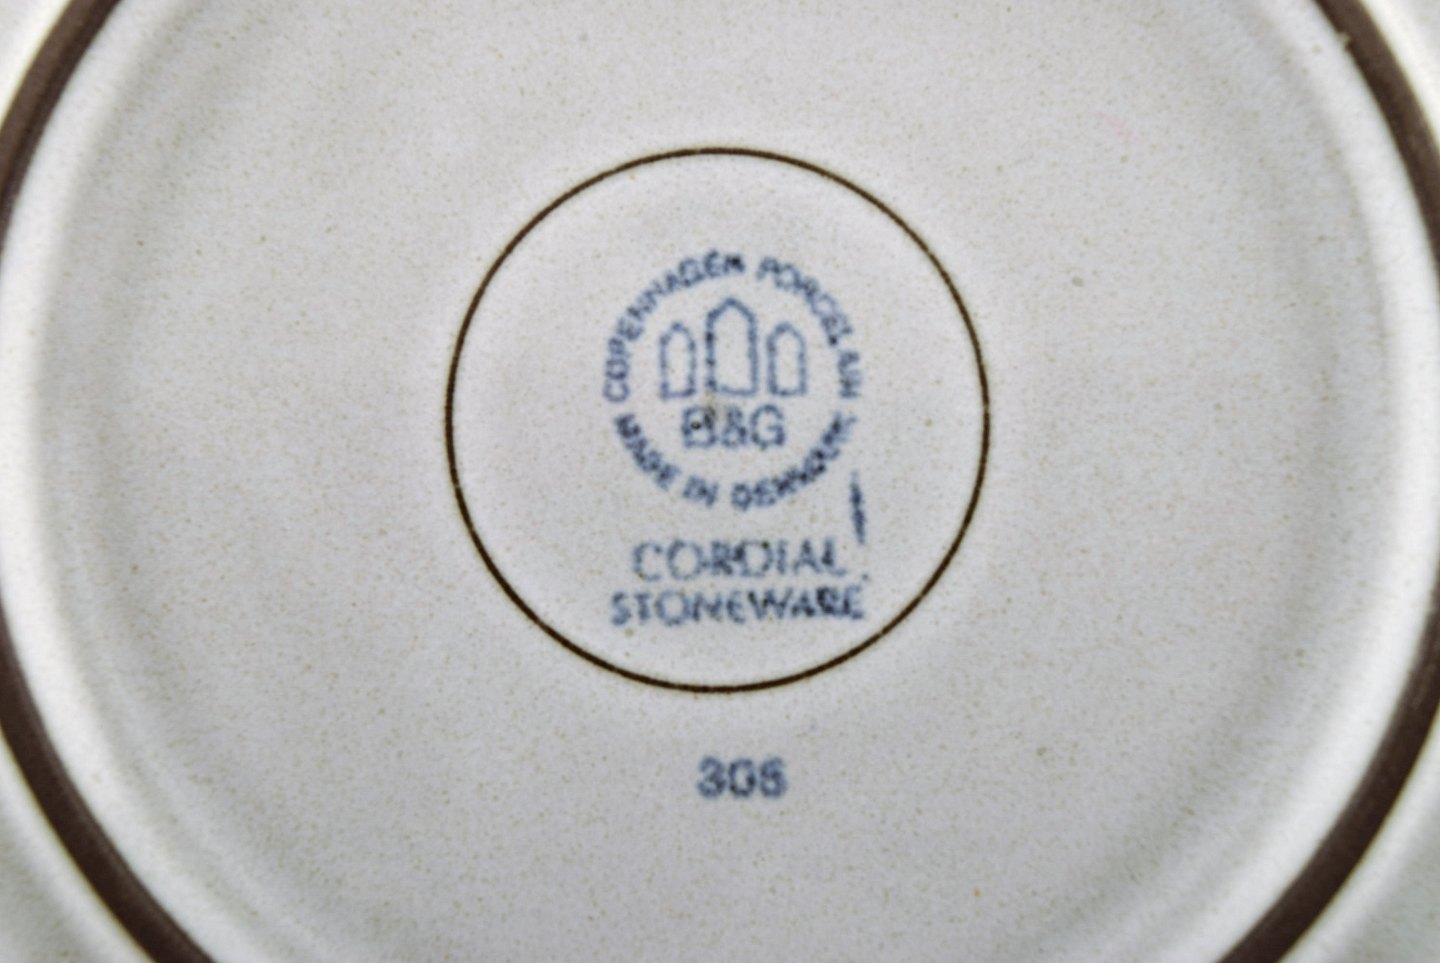 COPENHAGEN PORCELAIN
B&G
MADE IN DENMARK
CORDIAL
STONEWARE
306